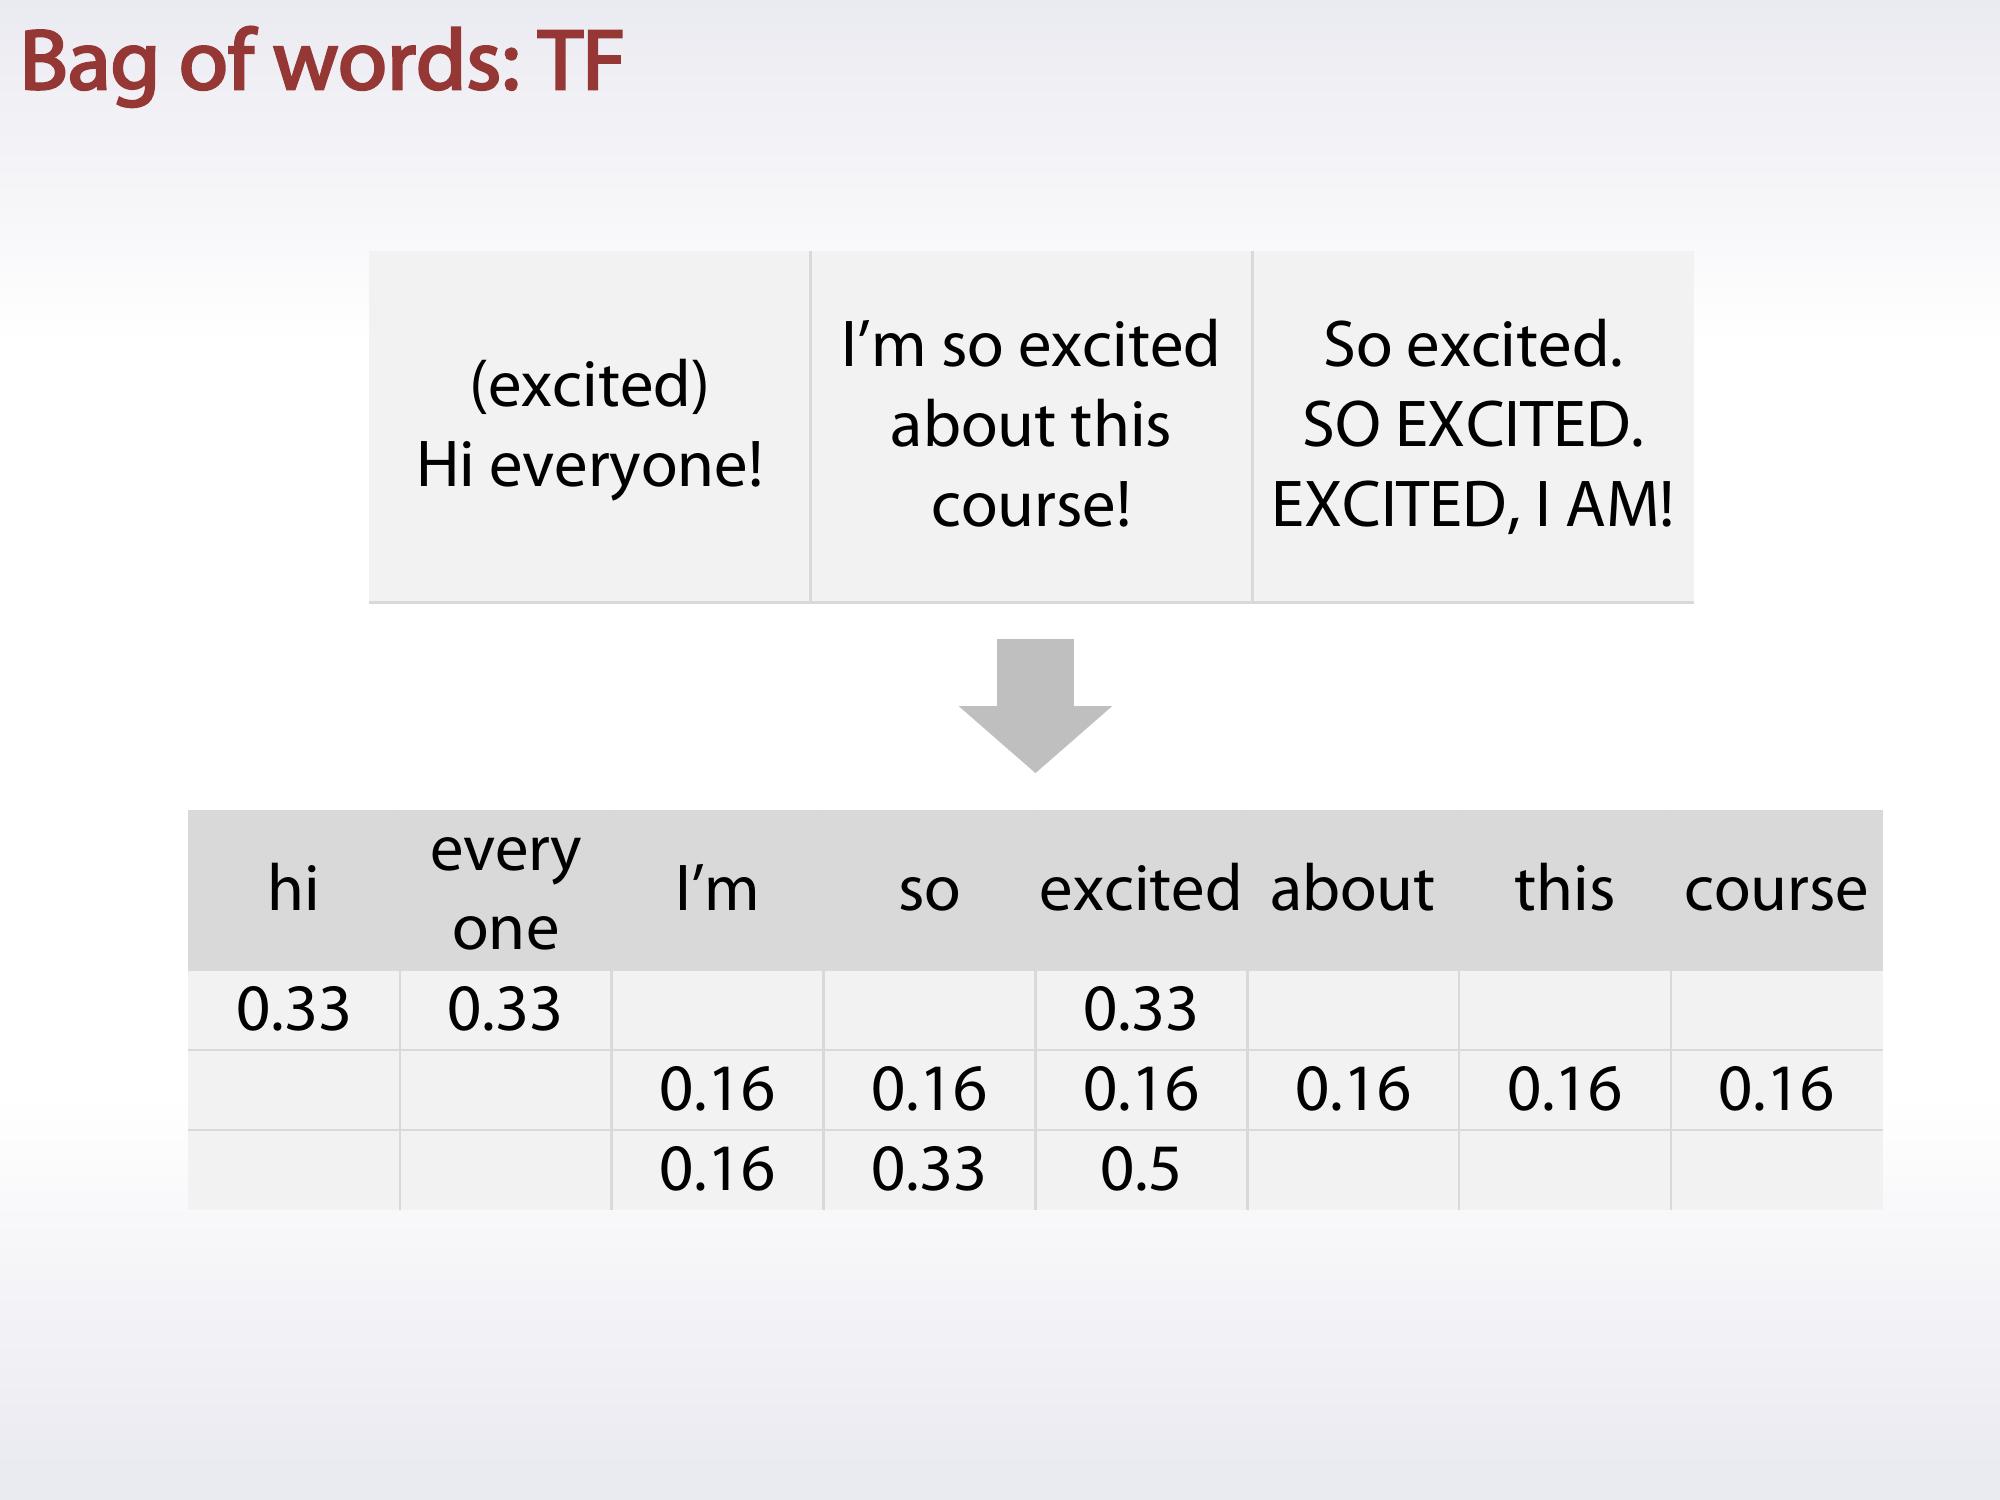 Bag of words: TF
(excited)
Hi everyone!
I’m so excited
about this
course!
So excited.
SO EXCITED.
EXCITED, I AM!
hi every one I’m so excited about this course
0.33 0.33 0.33
0.16 0.16 0.16 0.16 0.16 0.16
0.16 0.33 0.5